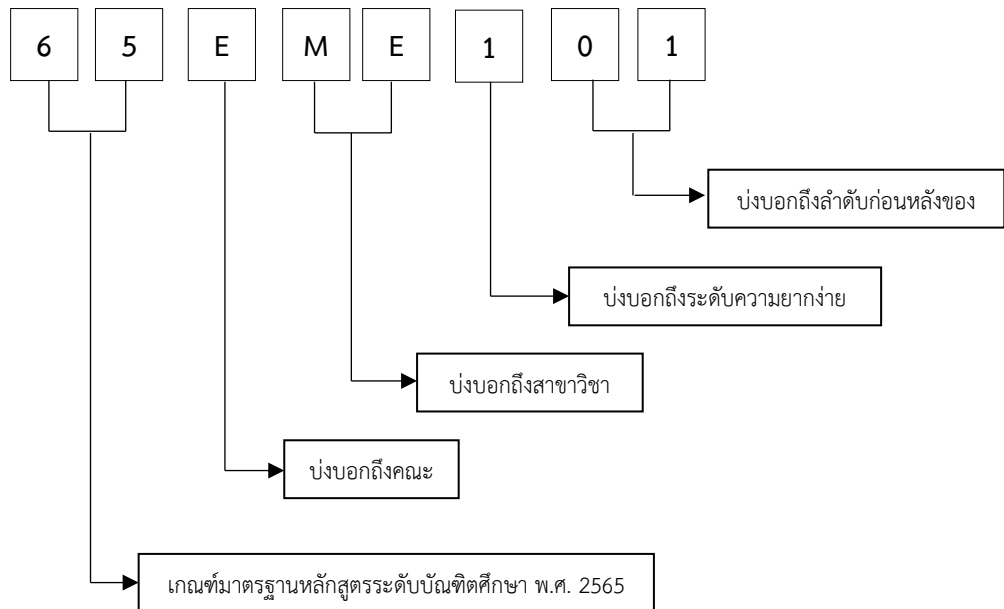 6 5 E M E 1 0 1
บ่งบอกถึงลำดับก่อนหลังของ
บ่งบอกถึงระดับความยากง่าย
บ่งบอกถึงสาขาวิชา
บ่งบอกถึงคณะ
เกณฑ์มาตรฐานหลักสูตรระดับบัณฑิตศึกษา พ.ศ. 2565